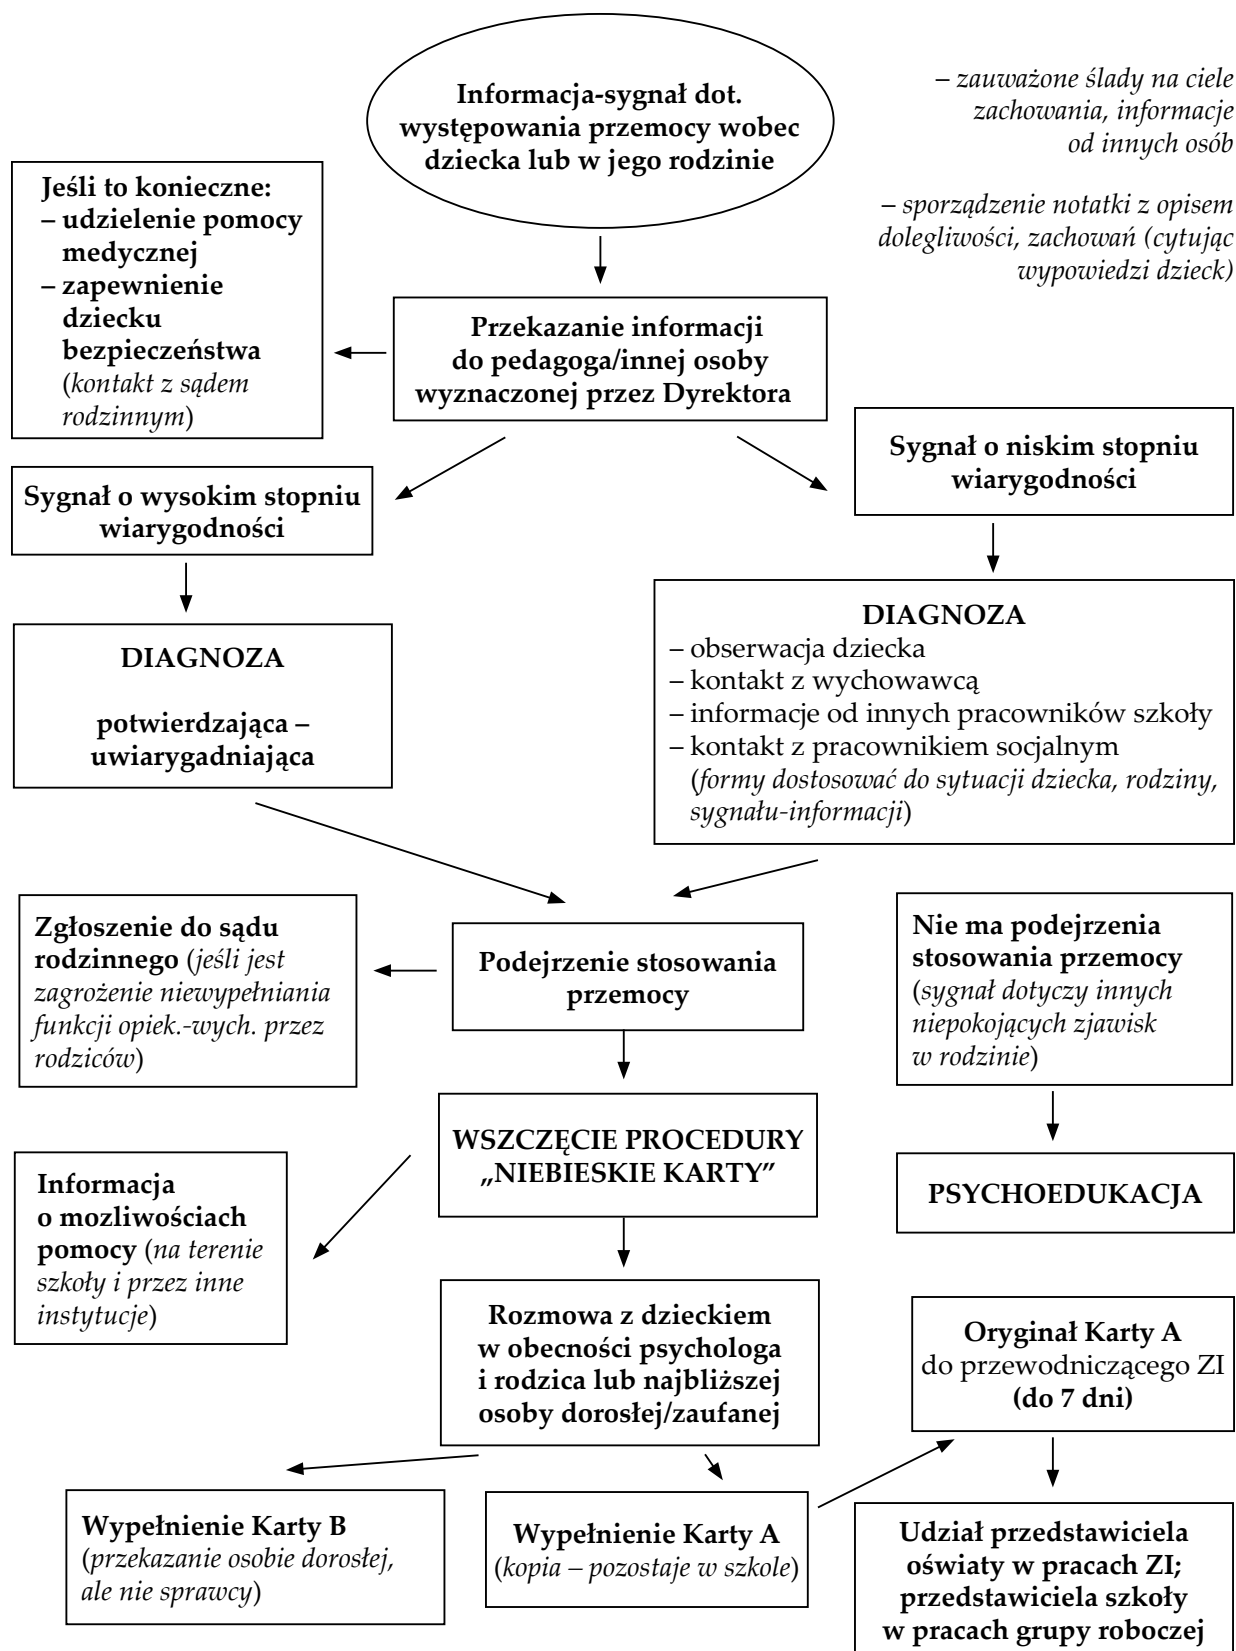 Informacja-sygnał dot.
występowania przemocy wobec
dziecka lub w jego rodzinie
– zauważone ślady na ciele
zachowania, informacje
od innych osób
– sporządzenie notatki z opisem
dolegliwości, zachowań (cytując
wypowiedzi dzieck)
Jeśli to konieczne:
– udzielenie pomocy
medycznej
– zapewnienie
dziecku
bezpieczeństwa
(kontakt z sądem
rodzinnym)
Przekazanie informacji
do pedagoga/innej osoby
wyznaczonej przez Dyrektora
Sygnał o wysokim stopniu
wiarygodności
Sygnał o niskim stopniu
wiarygodności
DIAGNOZA
potwierdzająca –
uwiarygadniająca
DIAGNOZA
– obserwacja dziecka
– kontakt z wychowawcą
– informacje od innych pracowników szkoły
– kontakt z pracownikiem socjalnym
(formy dostosować do sytuacji dziecka, rodziny,
sygnału-informacji)
Zgłoszenie do sądu
rodzinnego (jeśli jest
zagrożenie niewypełniania
funkcji opiek.-wych. przez
rodziców)
Podejrzenie stosowania
przemocy
Nie ma podejrzenia
stosowania przemocy
(sygnał dotyczy innych
niepokojących zjawisk
w rodzinie)
WSZCZĘCIE PROCEDURY
„NIEBIESKIE KARTY”
PSYCHOEDUKACJA
Informacja
o mozliwościach
pomocy (na terenie
szkoły i przez inne
instytucje)
Rozmowa z dzieckiem
w obecności psychologa
i rodzica lub najbliższej
osoby dorosłej/zaufanej
Oryginał Karty A
do przewodniczącego ZI
(do 7 dni)
Wypełnienie Karty B
(przekazanie osobie dorosłej,
ale nie sprawcy)
Wypełnienie Karty A
(kopia – pozostaje w szkole)
Udział przedstawiciela
oświaty w pracach ZI;
przedstawiciela szkoły
w pracach grupy roboczej